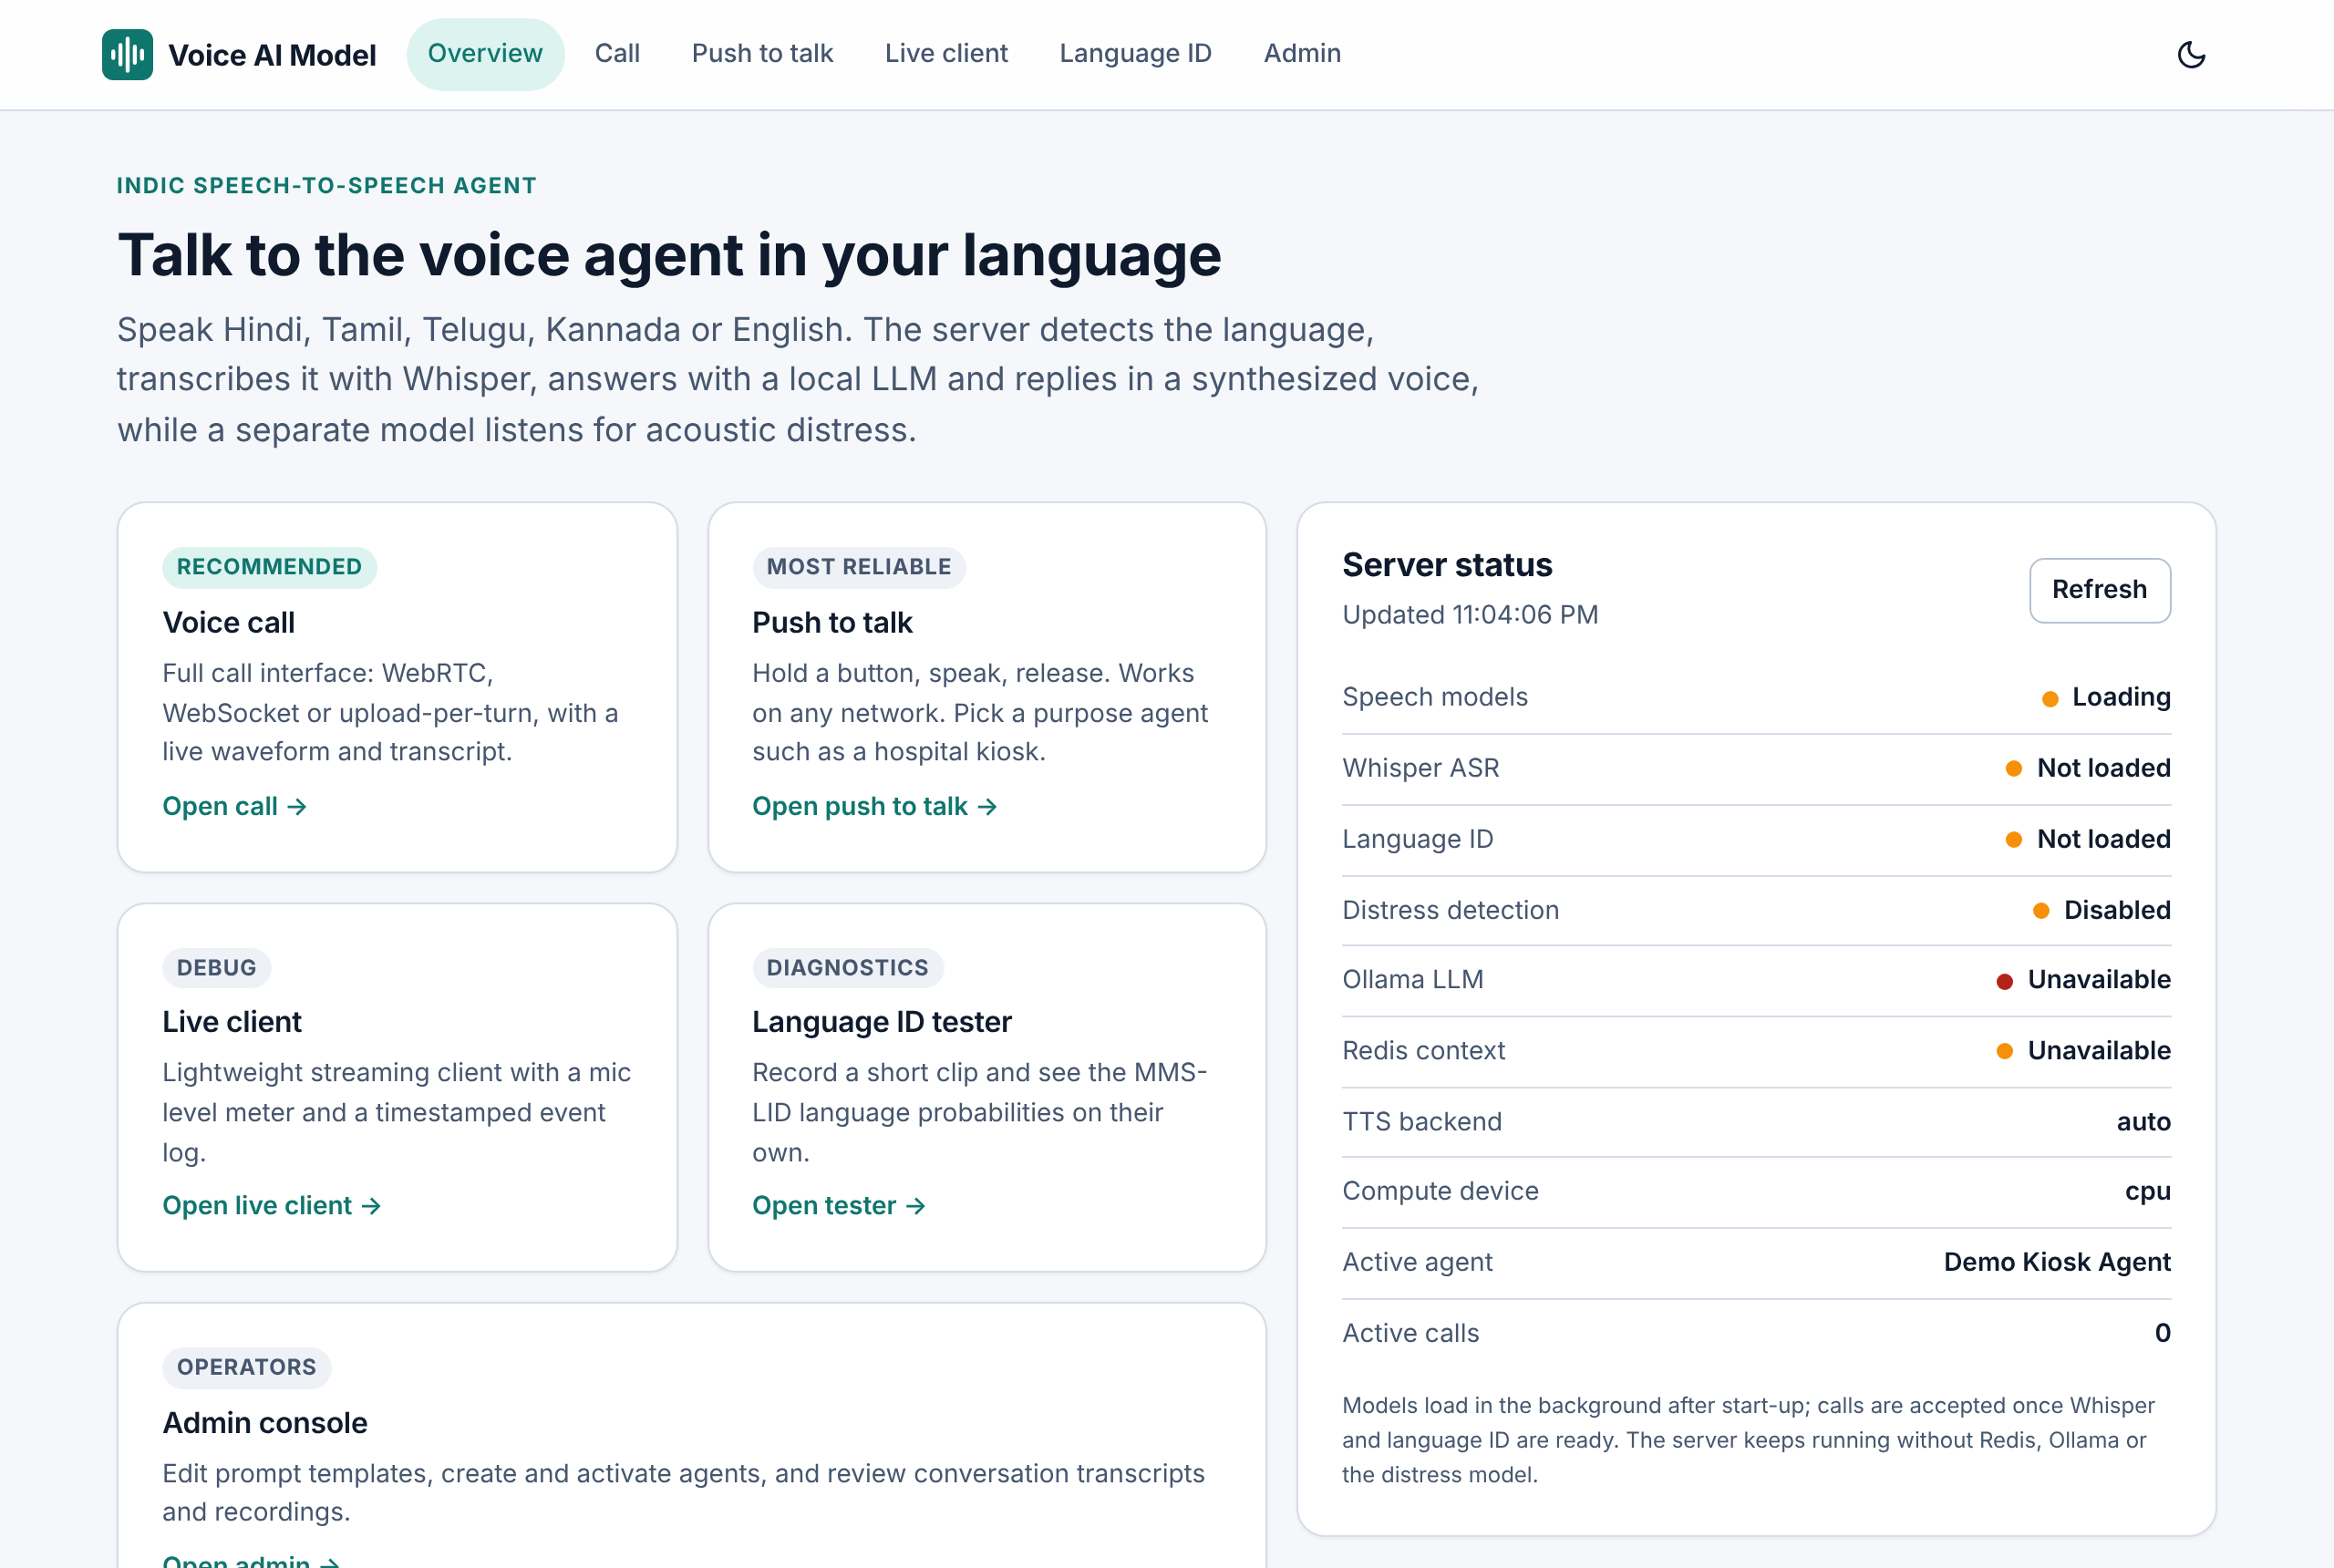 Voice AI Model
Overview
Call
Push to talk
Live client
Language ID
Admin
INDIC SPEECH-TO-SPEECH AGENT
Talk to the voice agent in your language
Speak Hindi, Tamil, Telugu, Kannada or English. The server detects the language,
transcribes it with Whisper, answers with a local LLM and replies in a synthesized voice,
while a separate model listens for acoustic distress.
RECOMMENDED
Voice call
Full call interface: WebRTC,
WebSocket or upload-per-turn, with a
live waveform and transcript.
Open call →
MOST RELIABLE
Push to talk
Hold a button, speak, release. Works
on any network. Pick a purpose agent
such as a hospital kiosk.
Open push to talk →
DEBUG
Live client
Lightweight streaming client with a mic
level meter and a timestamped event
log.
Open live client →
DIAGNOSTICS
Language ID tester
Record a short clip and see the MMS-
LID language probabilities on their
own.
Open tester →
OPERATORS
Admin console
Edit prompt templates, create and activate agents, and review conversation transcripts
and recordings.
Open admin →
Server status
Updated 11:04:06 PM
Refresh
Speech models Loading
Whisper ASR Not loaded
Language ID Not loaded
Distress detection Disabled
Ollama LLM Unavailable
Redis context Unavailable
TTS backend auto
Compute device cpu
Active agent Demo Kiosk Agent
Active calls 0
Models load in the background after start-up; calls are accepted once Whisper
and language ID are ready. The server keeps running without Redis, Ollama or
the distress model.